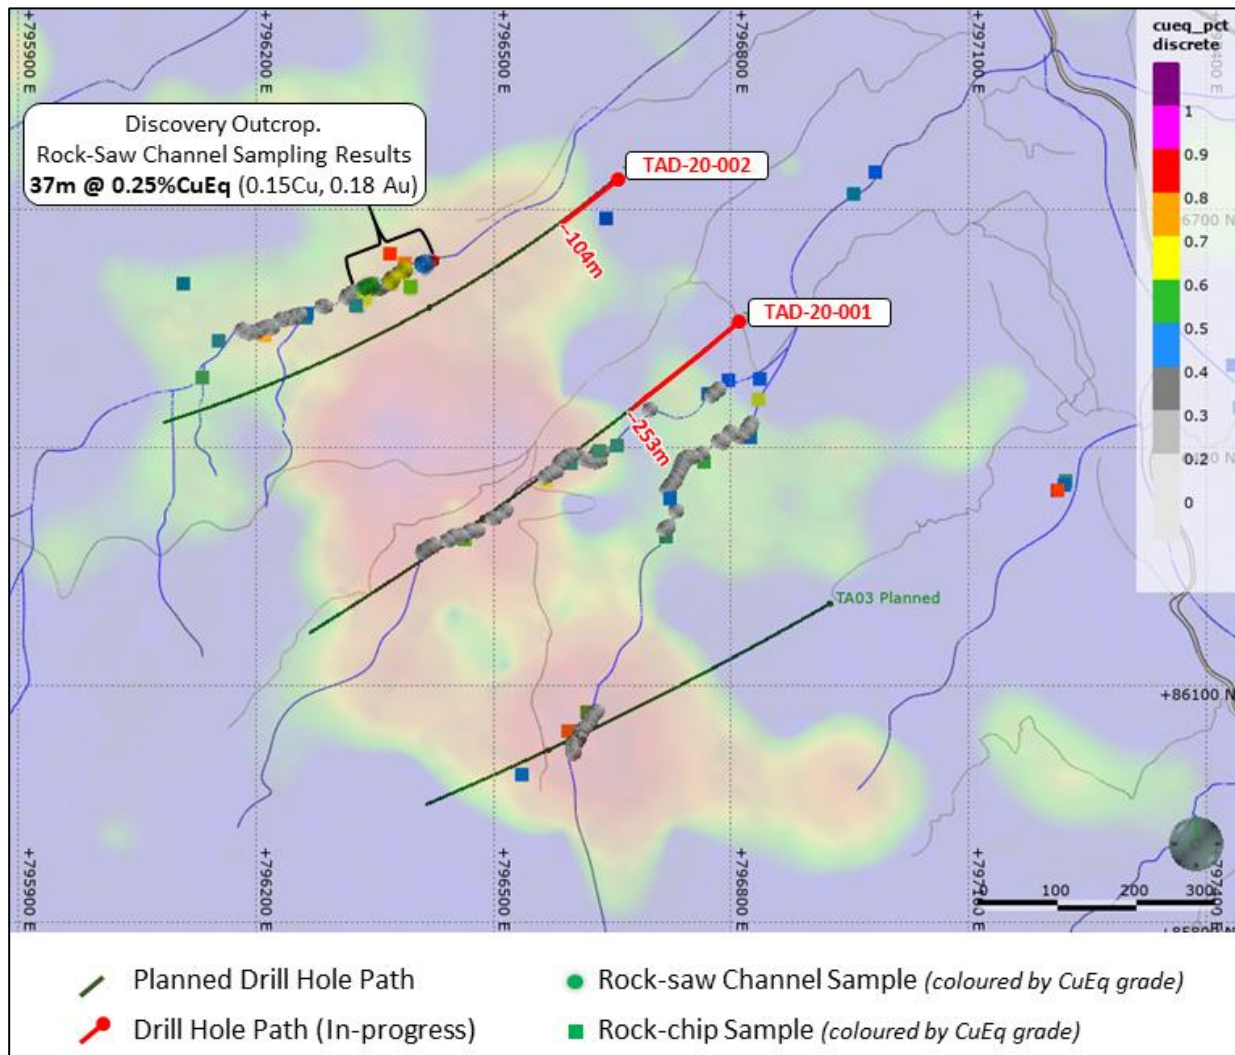 +795900 E
+796200 E
+796500 E
+796800 E
+797100 E
cueq_pct
discrete
1
0.9
0.8
0.7
0.6
0.5
0.4
0.3
0.2
0
Discovery Outcrop.
Rock-Saw Channel Sampling Results
37m @ 0.25%CuEq (0.15Cu, 0.18 Au)
TAD-20-002
~104m
TAD-20-001
~253m
TA03 Planned
+86100 N
+795900 E
+796200 E
+796500 E
+796800 E
+797100 E
+797400 E
0
100
200
300
Planned Drill Hole Path
Rock-saw Channel Sample (coloured by CuEq grade)
Drill Hole Path (In-progress)
Rock-chip Sample (coloured by CuEq grade)